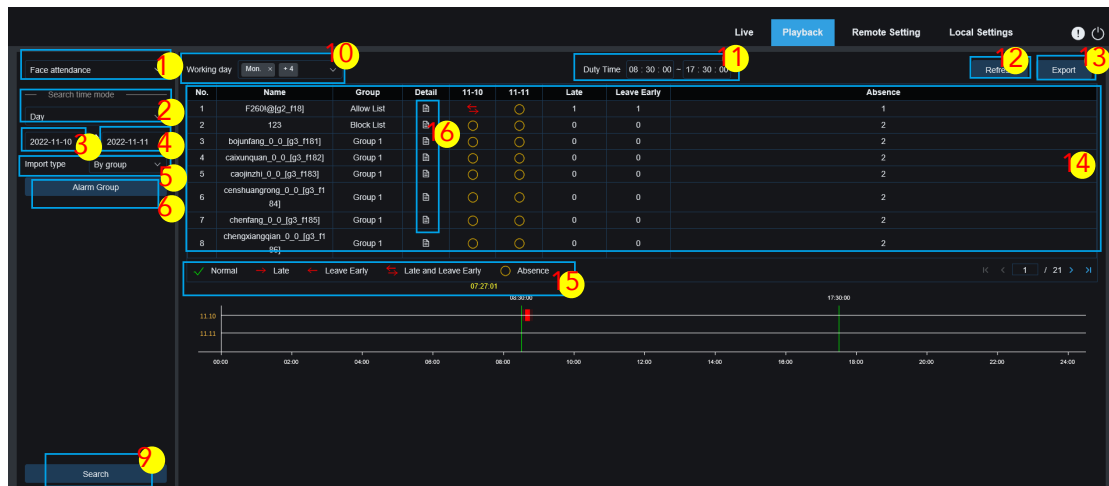 Live Playback Remote Setting Local Settings
Face attendance 1
Working day Mon. × + 4 10
Duty Time 08 : 30 : 00 ~ 17 : 30 : 00 11
12 13
Export
Search time mode
Day 2
2022-11-10 3 2022-11-11 4
Import type By group 5
Alarm Group
6
9
Search
No. Name Group Detail 11-10 11-11 Late Leave Early Absence
1 F260!@[g2_f18] Allow List 1 1 1
2 123 Block List 0 0 2
3 bojunfang_0_0_[g3_f181] Group 1 0 0 2
4 caixunquan_0_0_[g3_f182] Group 1 0 0 2
5 caojinzhi_0_0_[g3_f183] Group 1 0 0 2
6 censhuangrong_0_0_[g3_f1
84] Group 1 0 0 2
7 chenfang_0_0_[g3_f185] Group 1 0 0 2
8 chengxiangqian_0_0_[g3_f1
86] Group 1 0 0 2
16
14
Normal Late Leave Early Late and Leave Early Absence 15
1 / 21
07:27:01
08:30:00 17:30:00
11.10
11.11
00:00 02:00 04:00 06:00 08:00 10:00 12:00 14:00 16:00 18:00 20:00 22:00 24:00